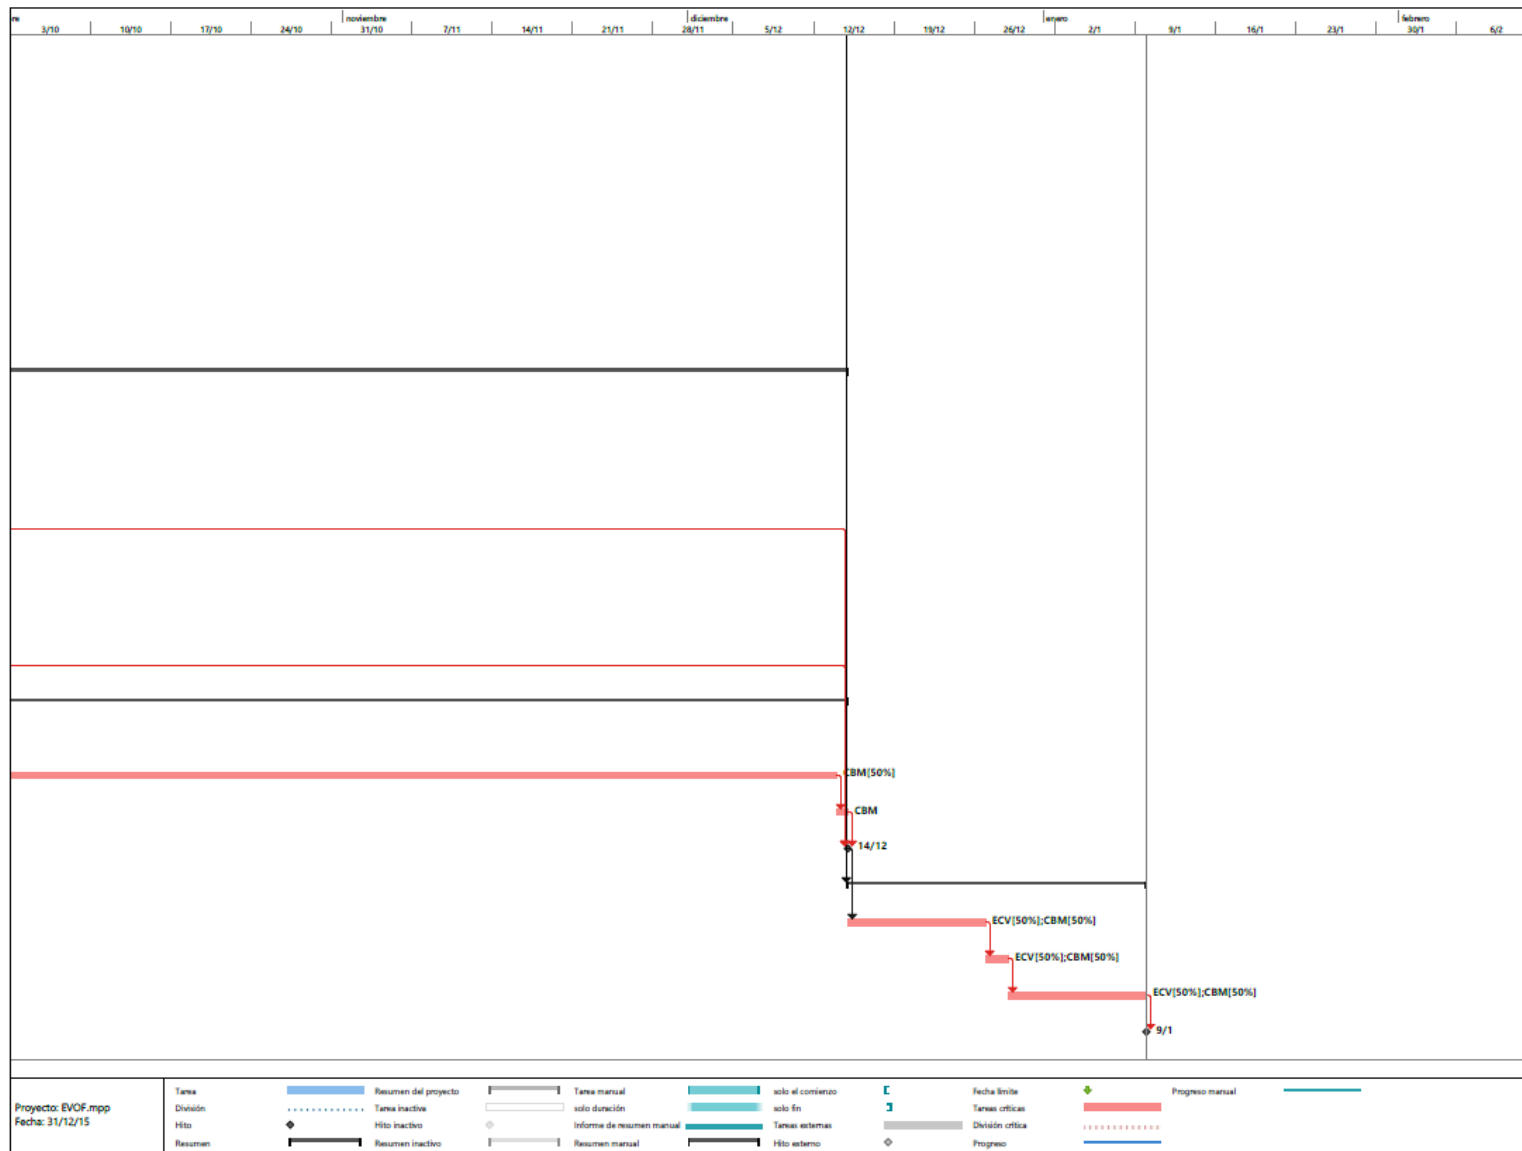 re noviembre diciembre enero febrero
3/10 10/10 17/10 24/10 31/10 7/11 14/11 21/11 28/11 5/12 12/12 19/12 26/12 2/1 9/1 16/1 23/1 30/1 6/2
CBM[50%]
CBM
14/12
ECV[50%];CBM[50%]
ECV[50%];CBM[50%]
ECV[50%];CBM[50%]
9/1
Proyecto: EVOF.mpp
Fecha: 31/12/15
Tarea Resumen del proyecto Tarea manual solo el comienzo Fecha límite Progreso manual
División Tarea inactiva solo duración solo fin Tareas críticas
Hito Hito inactivo Informe de resumen manual Tareas externas División crítica
Resumen Resumen inactivo Resumen manual Hito externo Progreso